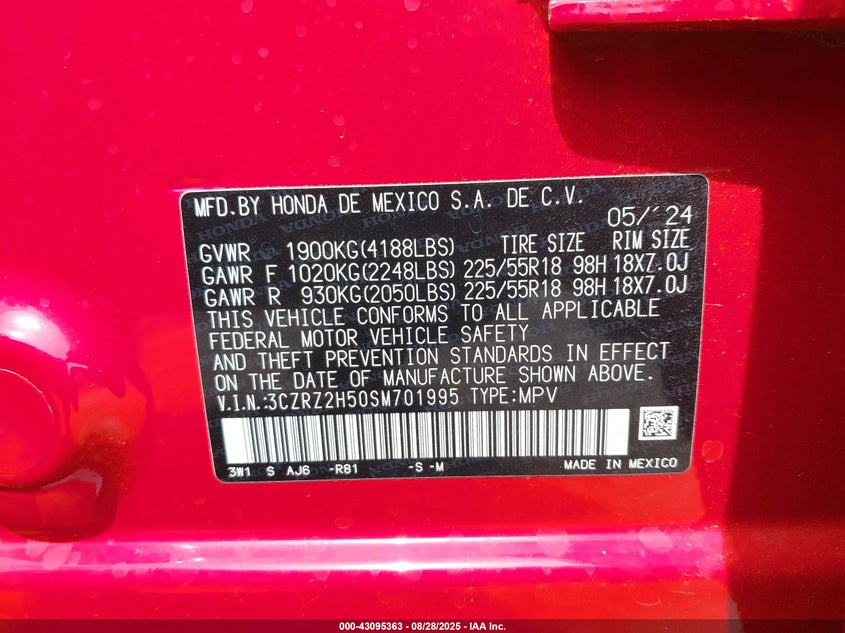 MFD.BY HONDA DE MEXICO S.A. DE C.V.
05/'24
GVWR 1900KG(4188LBS) TIRE SIZE RIM SIZE
GAWR F 1020KG(2248LBS) 225/55R18 98H 18X7.0J
GAWR R 930KG(2050LBS) 225/55R18 98H 18X7.0J
THIS VEHICLE CONFORMS TO ALL APPLICABLE
FEDERAL MOTOR VEHICLE SAFETY
AND THEFT PREVENTION STANDARDS IN EFFECT
ON THE DATE OF MANUFACTURE SHOWN ABOVE.
V.I.N.:3CZRZ2H50SM701995 TYPE:MPV
3W1 S AJ6 -R81 -S -M MADE IN MEXICO
000-43095363 | 08/28/2025 - IAA Inc.